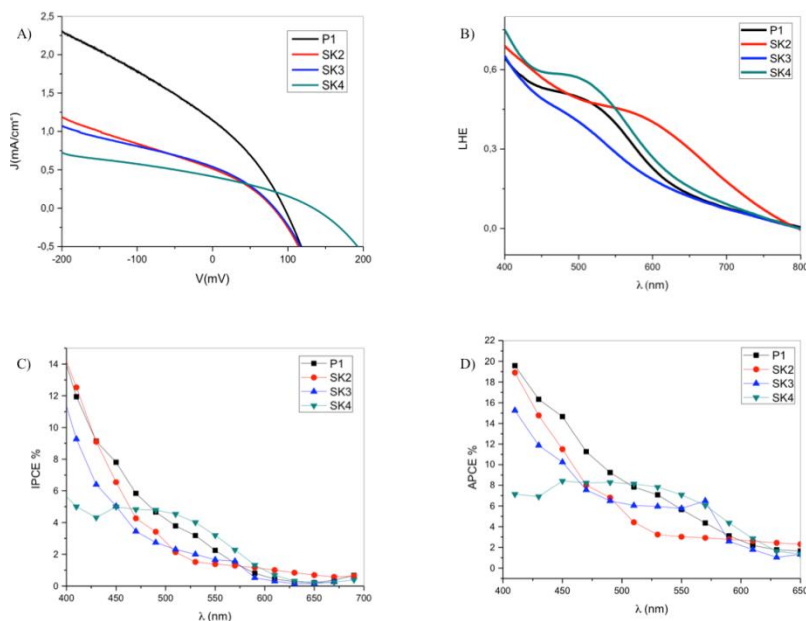 A)
P1
SK2
SK3
SK4
J(mA/cm²)
2.5
2.0
1.5
1.0
0.5
0.0
-0.5
-200
-100
0
100
200
V(mV)
B)
P1
SK2
SK3
SK4
LHE
0,6
0,3
0,0
400
500
600
700
800
λ (nm)
C)
P1
SK2
SK3
SK4
IPCE %
14
12
10
8
6
4
2
0
400
450
500
550
600
650
700
λ (nm)
D)
P1
SK2
SK3
SK4
APCE %
22
20
18
16
14
12
10
8
6
4
2
0
400
450
500
550
600
650
λ (nm)